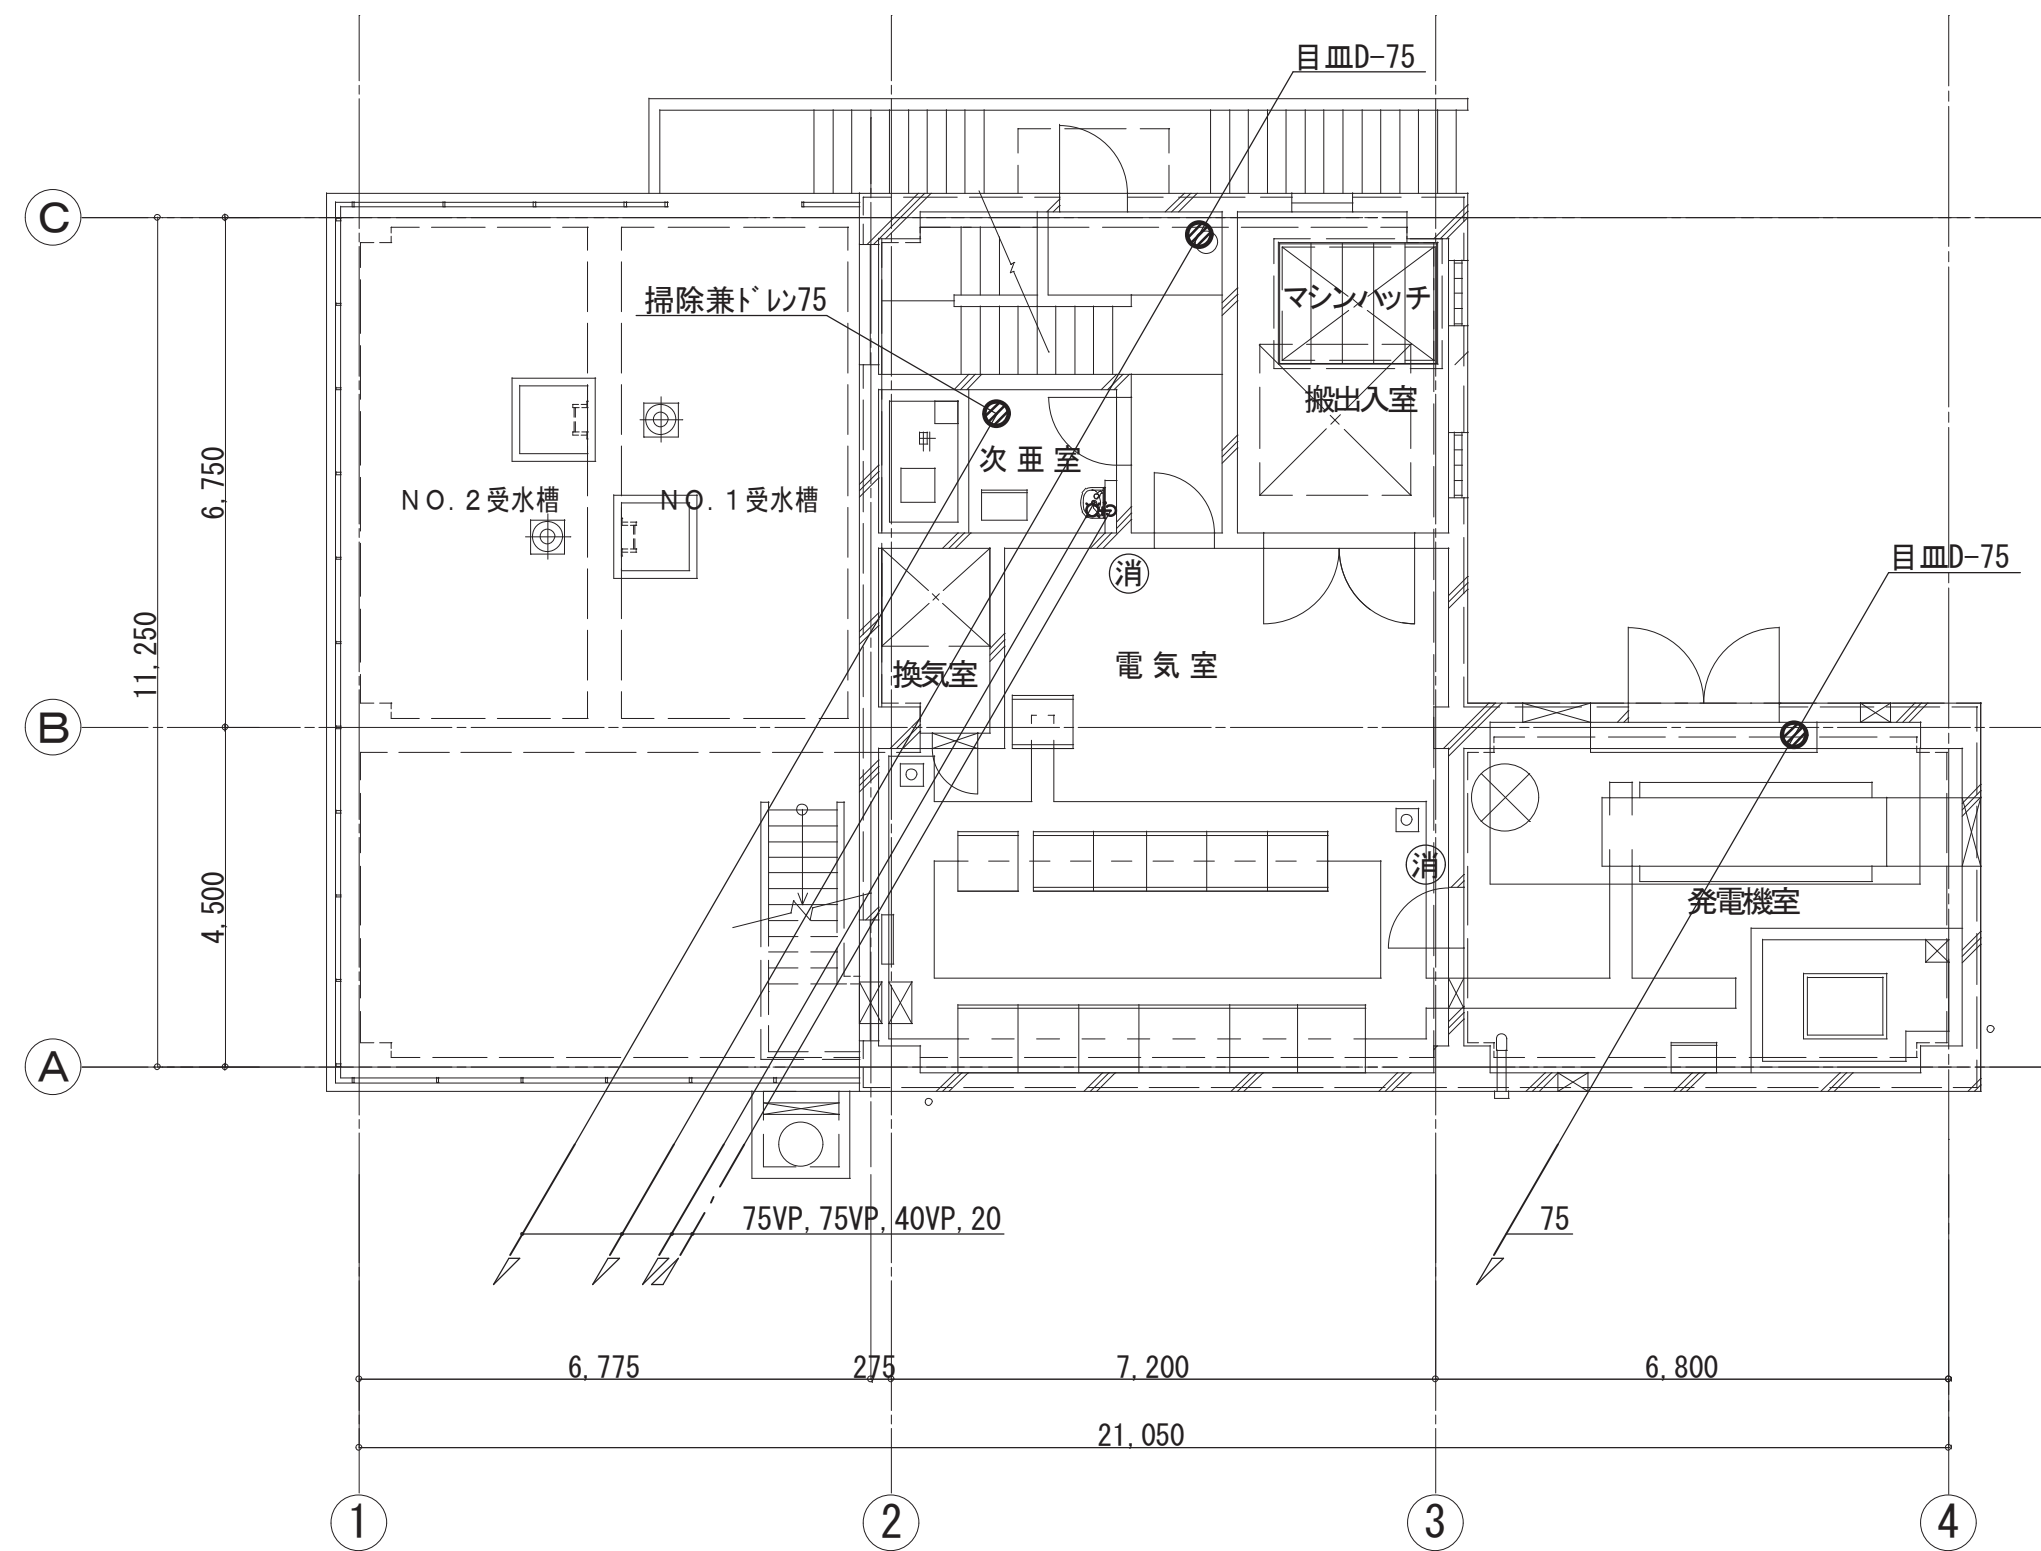 目皿D-75
C
掃除兼ﾄﾞﾚﾝ75
マシンハッチ
搬出入室
次亜室
NO.2受水槽
NO.1受水槽
6,750
目皿D-75
消
11,250
換気室
電気室
B
消
発電機室
4,500
A
75VP,75VP,40VP,20
75
6,775
275
7,200
6,800
21,050
1
2
3
4